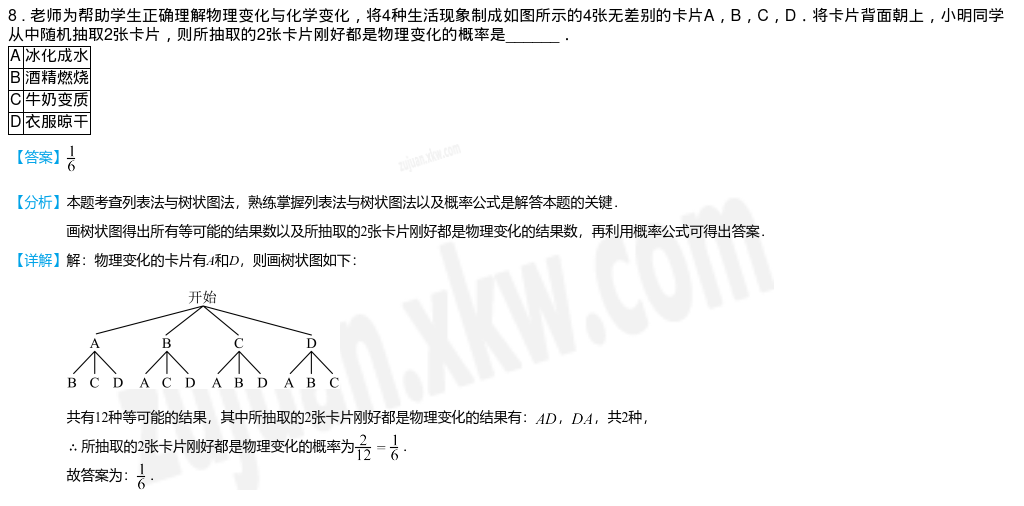 8．老师为帮助学生正确理解物理变化与化学变化，将4种生活现象制成如图所示的4张无差别的卡片A，B，C，D．将卡片背面朝上，小明同学
从中随机抽取2张卡片，则所抽取的2张卡片刚好都是物理变化的概率是______．
A 冰化成水
B 酒精燃烧
C 牛奶变质
D 衣服晾干
【答案】1/6
【分析】本题考查列表法与树状图法，熟练掌握列表法与树状图法以及概率公式是解答本题的关键．
画树状图得出所有等可能的结果数以及所抽取的2张卡片刚好都是物理变化的结果数，再利用概率公式可得出答案．
【详解】解：物理变化的卡片有A和D，则画树状图如下：
开始
A B C D
B C D A C D A B D A B C
共有12种等可能的结果，其中所抽取的2张卡片刚好都是物理变化的结果有：AD，DA，共2种，
∴所抽取的2张卡片刚好都是物理变化的概率为2/12=1/6．
故答案为：1/6．
zujuan.xkw.com
zujuan.xkw.com